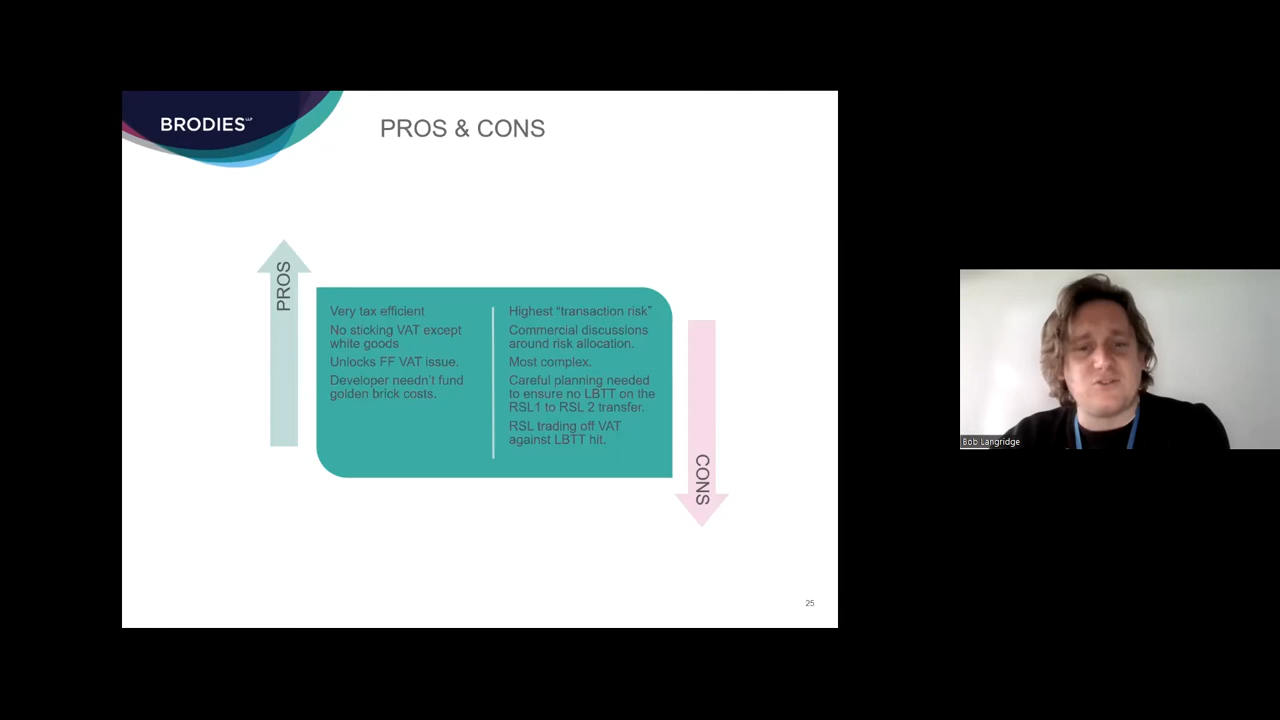 BRODIES LLP
PROS & CONS
PROS
Very tax efficient
No sticking VAT except
white goods
Unlocks FF VAT issue.
Developer needn't fund
golden brick costs.
Highest “transaction risk”
Commercial discussions
around risk allocation.
Most complex.
Careful planning needed
to ensure no LBTT on the
RSL1 to RSL 2 transfer.
RSL trading off VAT
against LBTT hit.
CONS
25
Bob Langridge